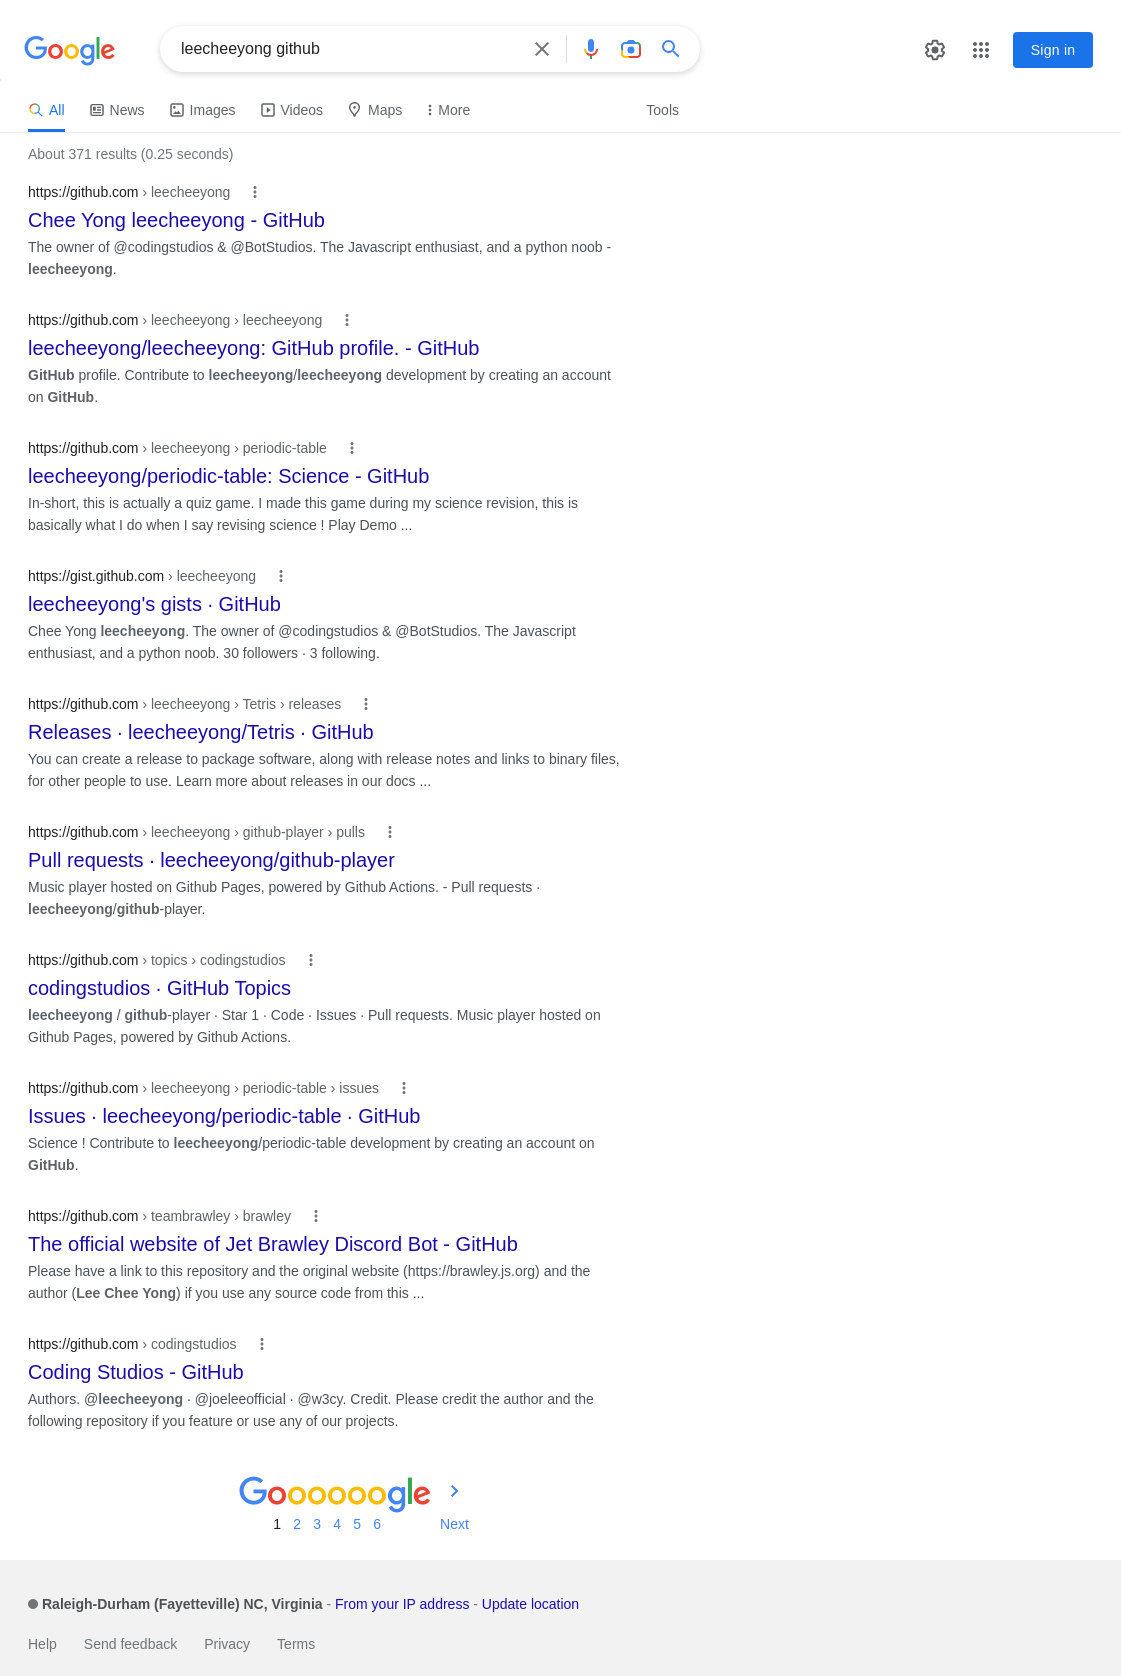 Google
leecheeyong github
Sign in
All News Images Videos Maps More Tools
About 371 results (0.25 seconds)
https://github.com › leecheeyong
Chee Yong leecheeyong - GitHub
The owner of @codingstudios & @BotStudios. The Javascript enthusiast, and a python noob -
leecheeyong.
https://github.com › leecheeyong › leecheeyong
leecheeyong/leecheeyong: GitHub profile. - GitHub
GitHub profile. Contribute to leecheeyong/leecheeyong development by creating an account
on GitHub.
https://github.com › leecheeyong › periodic-table
leecheeyong/periodic-table: Science - GitHub
In-short, this is actually a quiz game. I made this game during my science revision, this is
basically what I do when I say revising science ! Play Demo ...
https://gist.github.com › leecheeyong
leecheeyong's gists · GitHub
Chee Yong leecheeyong. The owner of @codingstudios & @BotStudios. The Javascript
enthusiast, and a python noob. 30 followers · 3 following.
https://github.com › leecheeyong › Tetris › releases
Releases · leecheeyong/Tetris · GitHub
You can create a release to package software, along with release notes and links to binary files,
for other people to use. Learn more about releases in our docs ...
https://github.com › leecheeyong › github-player › pulls
Pull requests · leecheeyong/github-player
Music player hosted on Github Pages, powered by Github Actions. - Pull requests ·
leecheeyong/github-player.
https://github.com › topics › codingstudios
codingstudios · GitHub Topics
leecheeyong / github-player · Star 1 · Code · Issues · Pull requests. Music player hosted on
Github Pages, powered by Github Actions.
https://github.com › leecheeyong › periodic-table › issues
Issues · leecheeyong/periodic-table · GitHub
Science ! Contribute to leecheeyong/periodic-table development by creating an account on
GitHub.
https://github.com › teambrawley › brawley
The official website of Jet Brawley Discord Bot - GitHub
Please have a link to this repository and the original website (https://brawley.js.org) and the
author (Lee Chee Yong) if you use any source code from this ...
https://github.com › codingstudios
Coding Studios - GitHub
Authors. @leecheeyong · @joeleeofficial · @w3cy. Credit. Please credit the author and the
following repository if you feature or use any of our projects.
Goooooogle
1 2 3 4 5 6 Next
Raleigh-Durham (Fayetteville) NC, Virginia - From your IP address - Update location
Help Send feedback Privacy Terms